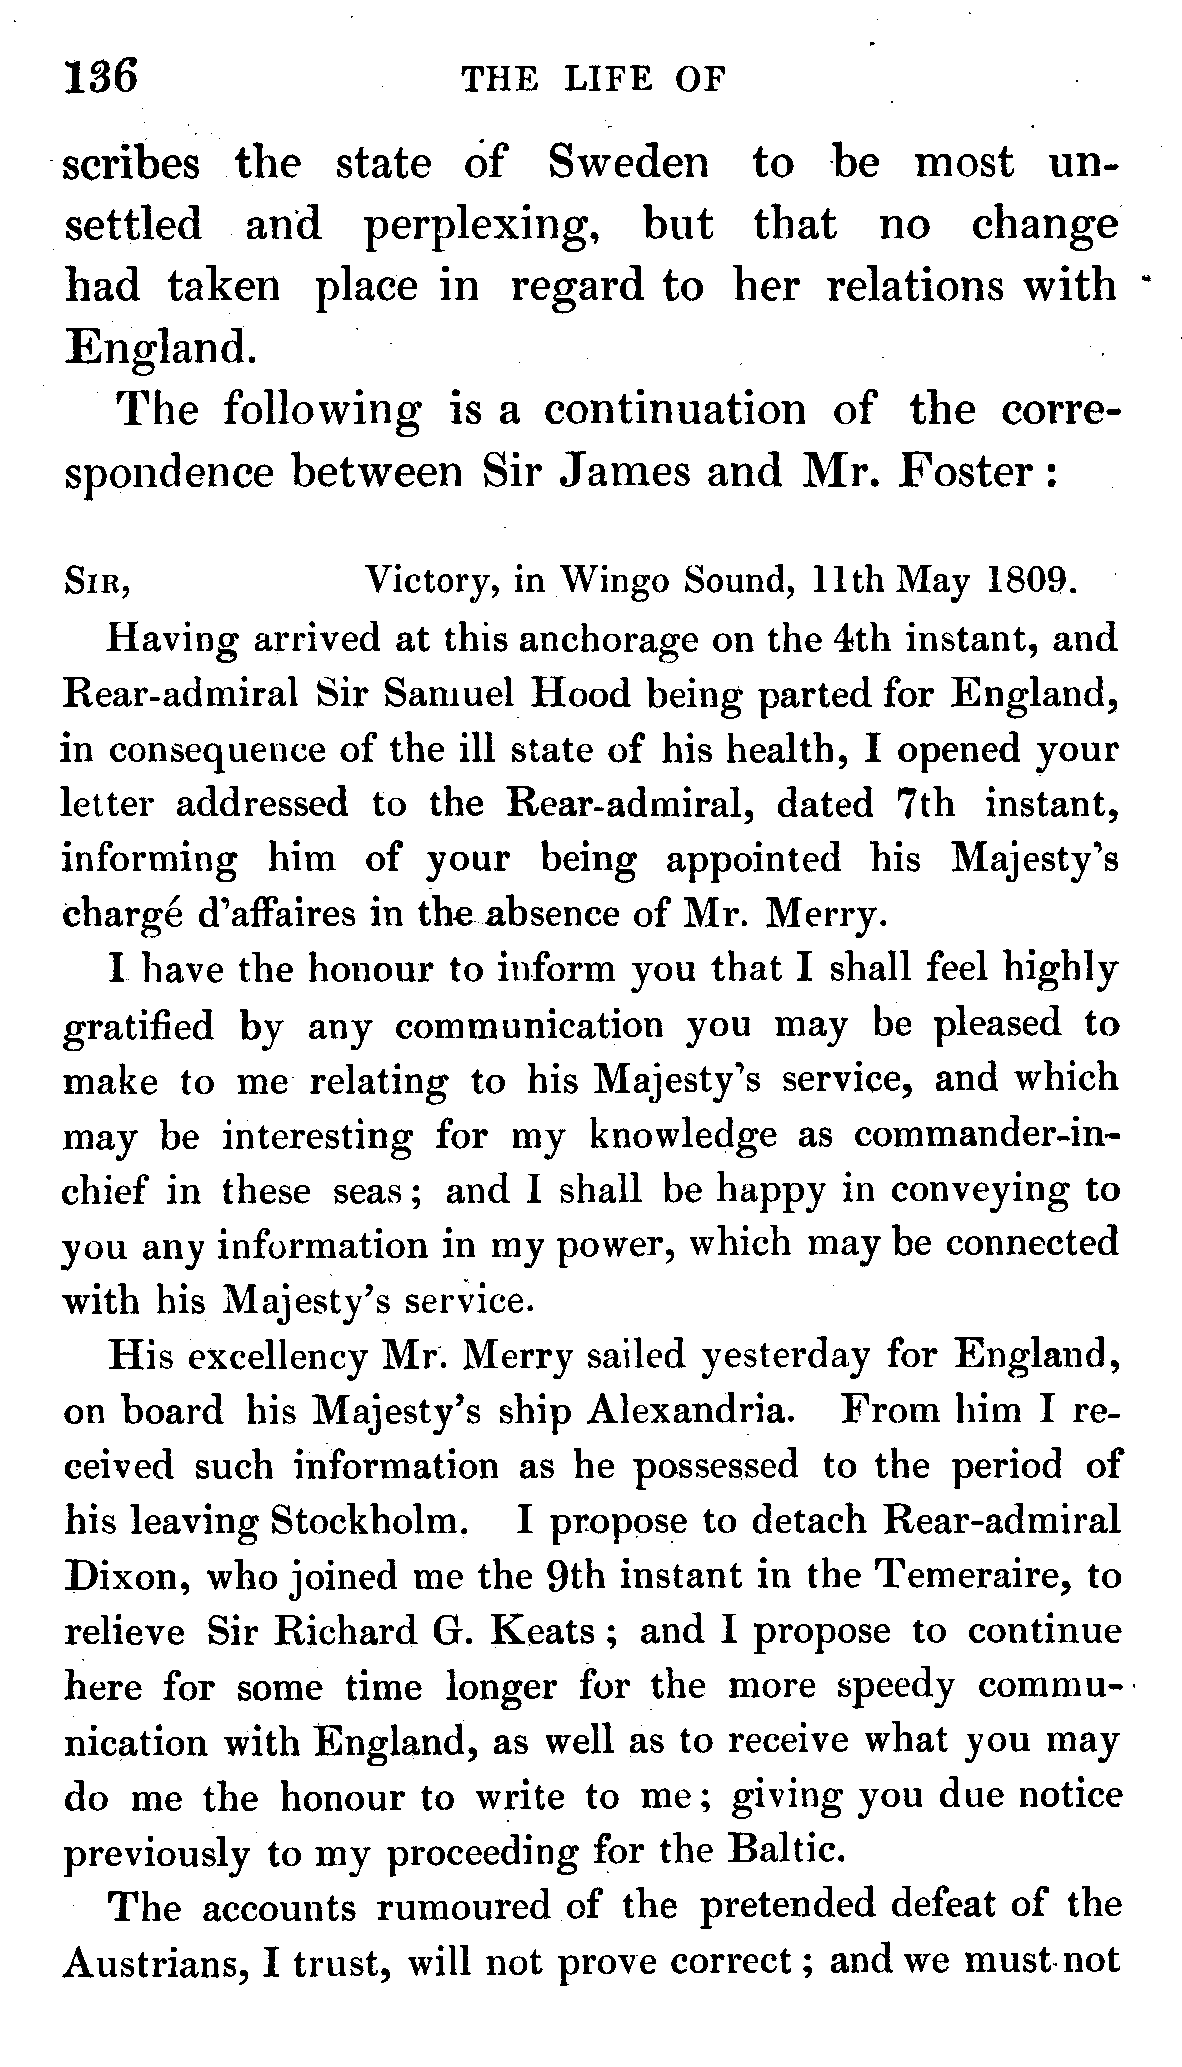 136 THE LIFE OF
scribes the state of Sweden to be most un-
settled and perplexing, but that no change
had taken place in regard to her relations with
England.
The following is a continuation of the corre-
spondence between Sir James and Mr. Foster :
SIR, Victory, in Wingo Sound, 11th May 1809.
Having arrived at this anchorage on the 4th instant, and
Rear-admiral Sir Samuel Hood being parted for England,
in consequence of the ill state of his health, I opened your
letter addressed to the Rear-admiral, dated 7th instant,
informing him of your being appointed his Majesty's
chargé d'affaires in the absence of Mr. Merry.
I have the honour to inform you that I shall feel highly
gratified by any communication you may be pleased to
make to me relating to his Majesty's service, and which
may be interesting for my knowledge as commander-in-
chief in these seas ; and I shall be happy in conveying to
you any information in my power, which may be connected
with his Majesty's service.
His excellency Mr. Merry sailed yesterday for England,
on board his Majesty's ship Alexandria. From him I re-
ceived such information as he possessed to the period of
his leaving Stockholm. I propose to detach Rear-admiral
Dixon, who joined me the 9th instant in the Temeraire, to
relieve Sir Richard G. Keats ; and I propose to continue
here for some time longer for the more speedy commu-
nication with England, as well as to receive what you may
do me the honour to write to me ; giving you due notice
previously to my proceeding for the Baltic.
The accounts rumoured of the pretended defeat of the
Austrians, I trust, will not prove correct ; and we must not